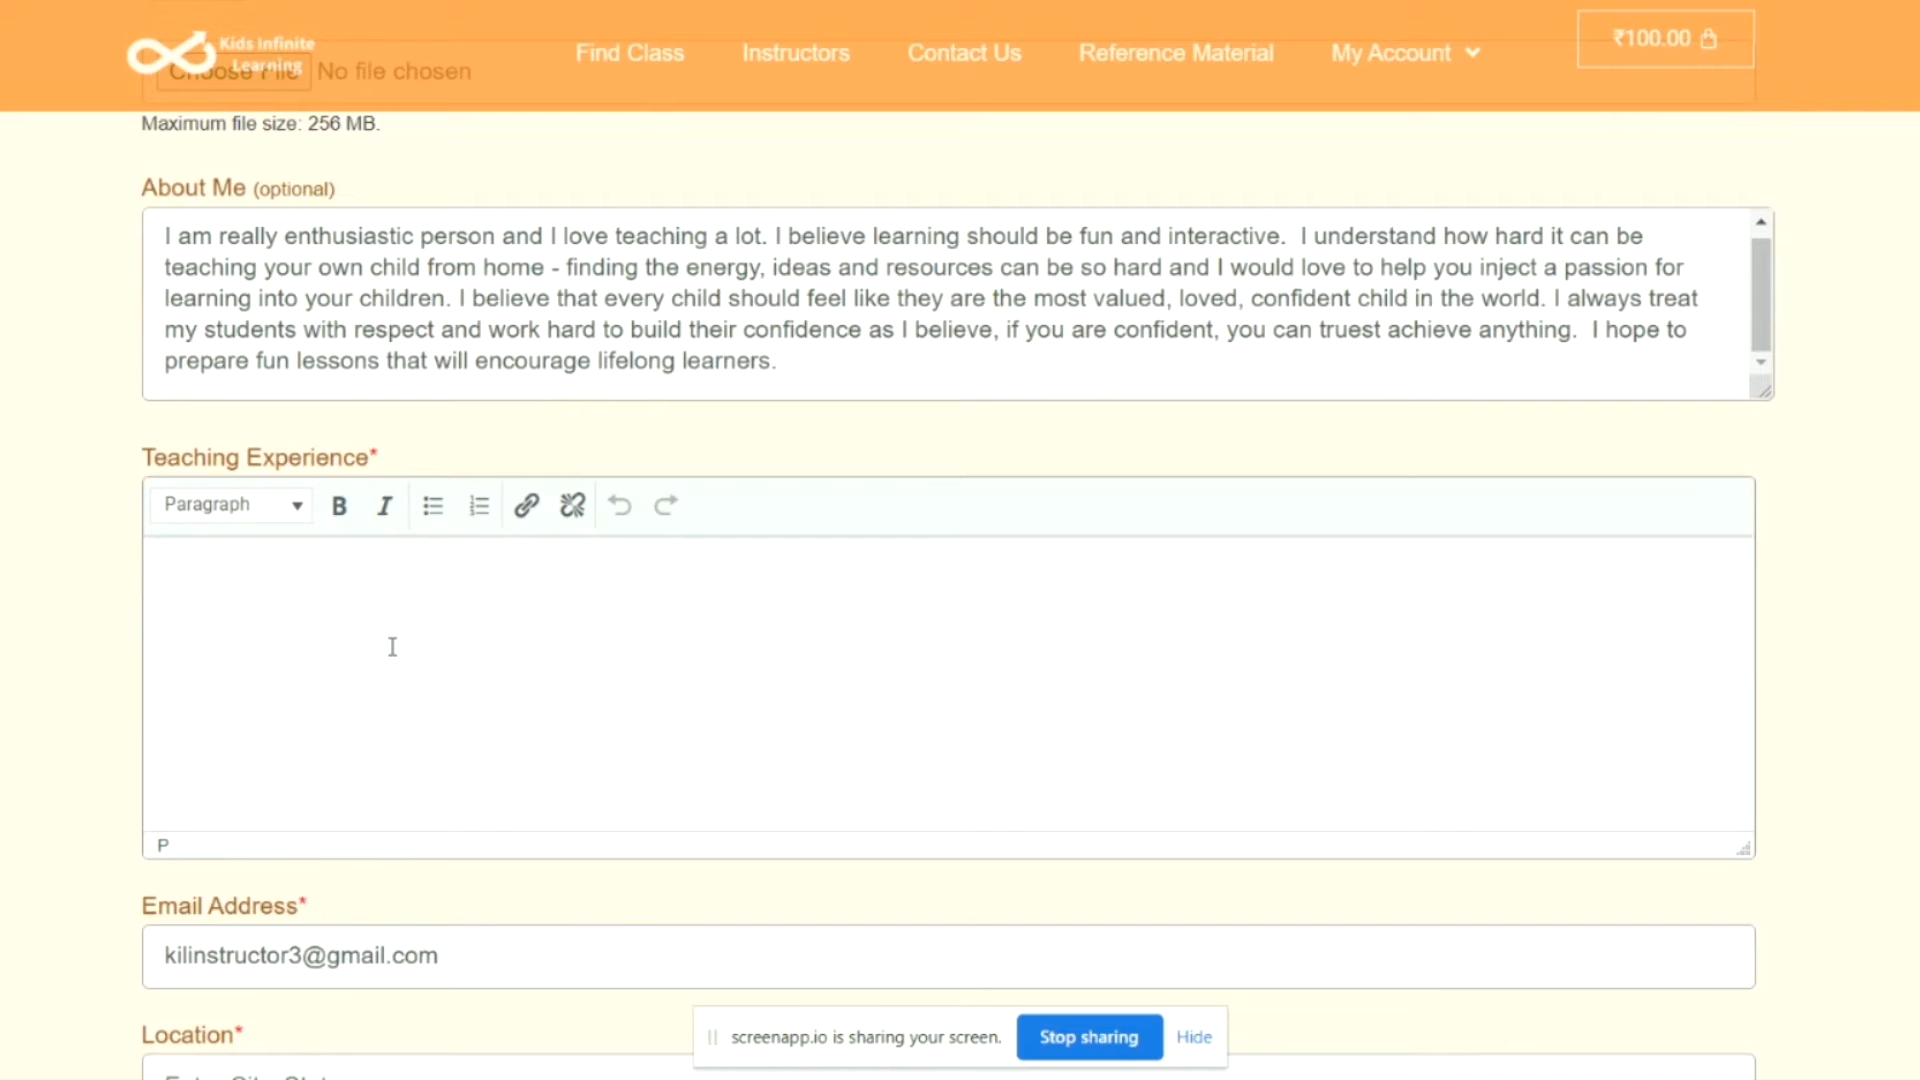 Kids Infinite
Learning
Find Class
Instructors
Contact Us
Reference Material
My Account
₹100.00
Choose File No file chosen
Maximum file size: 256 MB.
About Me (optional)
I am really enthusiastic person and I love teaching a lot. I believe learning should be fun and interactive.  I understand how hard it can be
teaching your own child from home - finding the energy, ideas and resources can be so hard and I would love to help you inject a passion for
learning into your children. I believe that every child should feel like they are the most valued, loved, confident child in the world. I always treat
my students with respect and work hard to build their confidence as I believe, if you are confident, you can truest achieve anything.  I hope to
prepare fun lessons that will encourage lifelong learners.
Teaching Experience*
Paragraph
B I
P
Email Address*
kilinstructor3@gmail.com
Location*
screenapp.io is sharing your screen.
Stop sharing
Hide